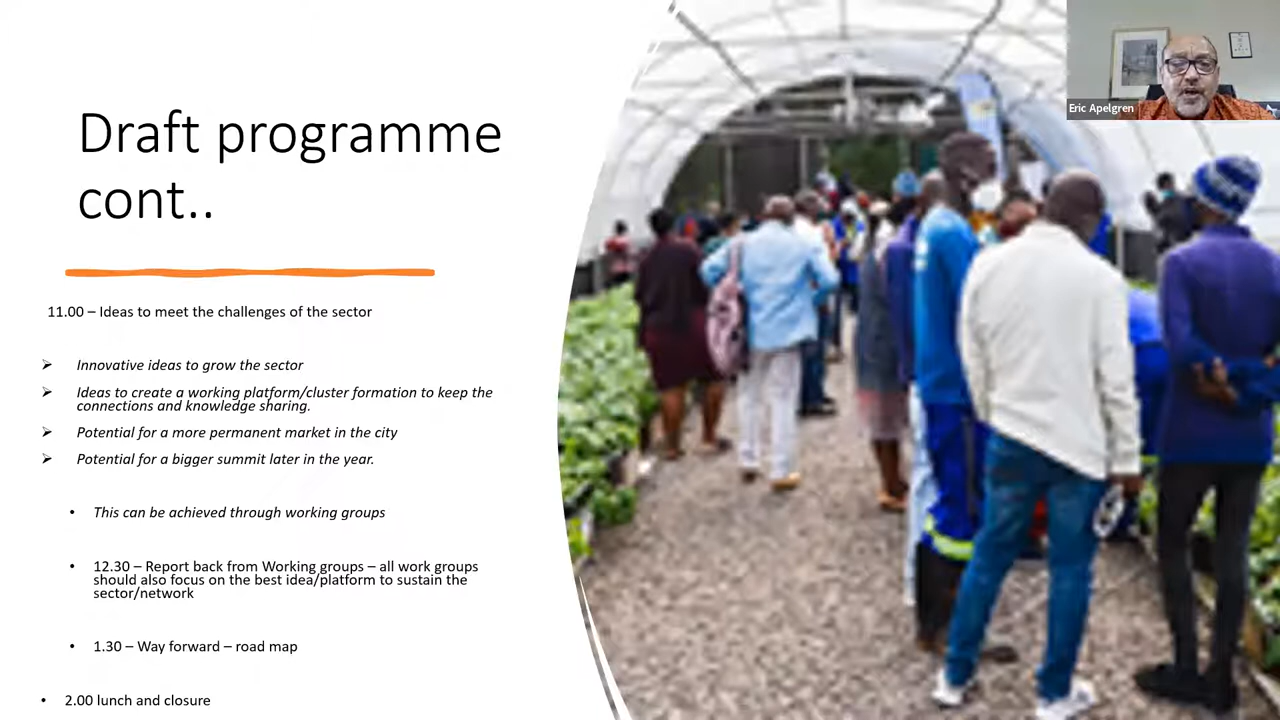 Eric Apelgren
Draft programme
cont..
11.00 – Ideas to meet the challenges of the sector
Innovative ideas to grow the sector
Ideas to create a working platform/cluster formation to keep the
connections and knowledge sharing.
Potential for a more permanent market in the city
Potential for a bigger summit later in the year.
This can be achieved through working groups
12.30 – Report back from Working groups – all work groups
should also focus on the best idea/platform to sustain the
sector/network
1.30 – Way forward – road map
2.00 lunch and closure